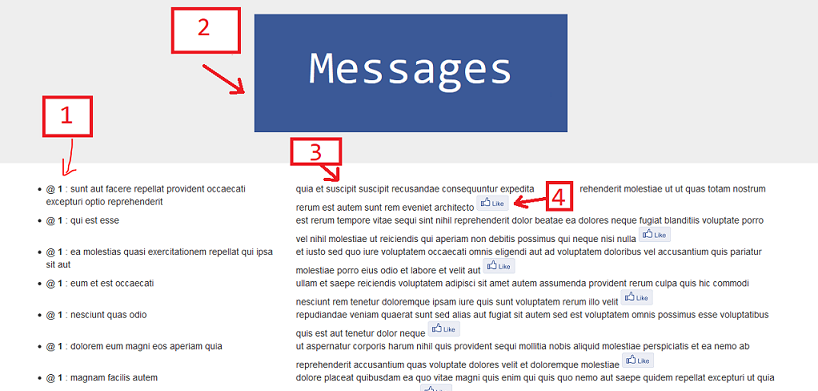 2
Messages
1
3
@ 1 : sunt aut facere repellat provident occaecati
excepturi optio reprehenderit
quia et suscipit suscipit recusandae consequuntur expedita
4
rehenderit molestiae ut ut quas totam nostrum
rerum est autem sunt rem eveniet architecto Like
@ 1 : qui est esse
est rerum tempore vitae sequi sint nihil reprehenderit dolor beatae ea dolores neque fugiat blanditiis voluptate porro
vel nihil molestiae ut reiciendis qui aperiam non debitis possimus qui neque nisi nulla Like
@ 1 : ea molestias quasi exercitationem repellat qui ipsa
sit aut
et iusto sed quo iure voluptatem occaecati omnis eligendi aut ad voluptatem doloribus vel accusantium quis pariatur
molestiae porro eius odio et labore et velit aut Like
@ 1 : eum et est occaecati
ullam et saepe reiciendis voluptatem adipisci sit amet autem assumenda provident rerum culpa quis hic commodi
nesciunt rem tenetur doloremque ipsam iure quis sunt voluptatem rerum illo velit Like
@ 1 : nesciunt quas odio
repudiandae veniam quaerat sunt sed alias aut fugiat sit autem sed est voluptatem omnis possimus esse voluptatibus
quis est aut tenetur dolor neque Like
@ 1 : dolorem eum magni eos aperiam quia
ut aspernatur corporis harum nihil quis provident sequi mollitia nobis aliquid molestiae perspiciatis et ea nemo ab
reprehenderit accusantium quas voluptate dolores velit et doloremque molestiae Like
@ 1 : magnam facilis autem
dolore placeat quibusdam ea quo vitae magni quis enim qui quis quo nemo aut saepe quidem repellat excepturi ut quia